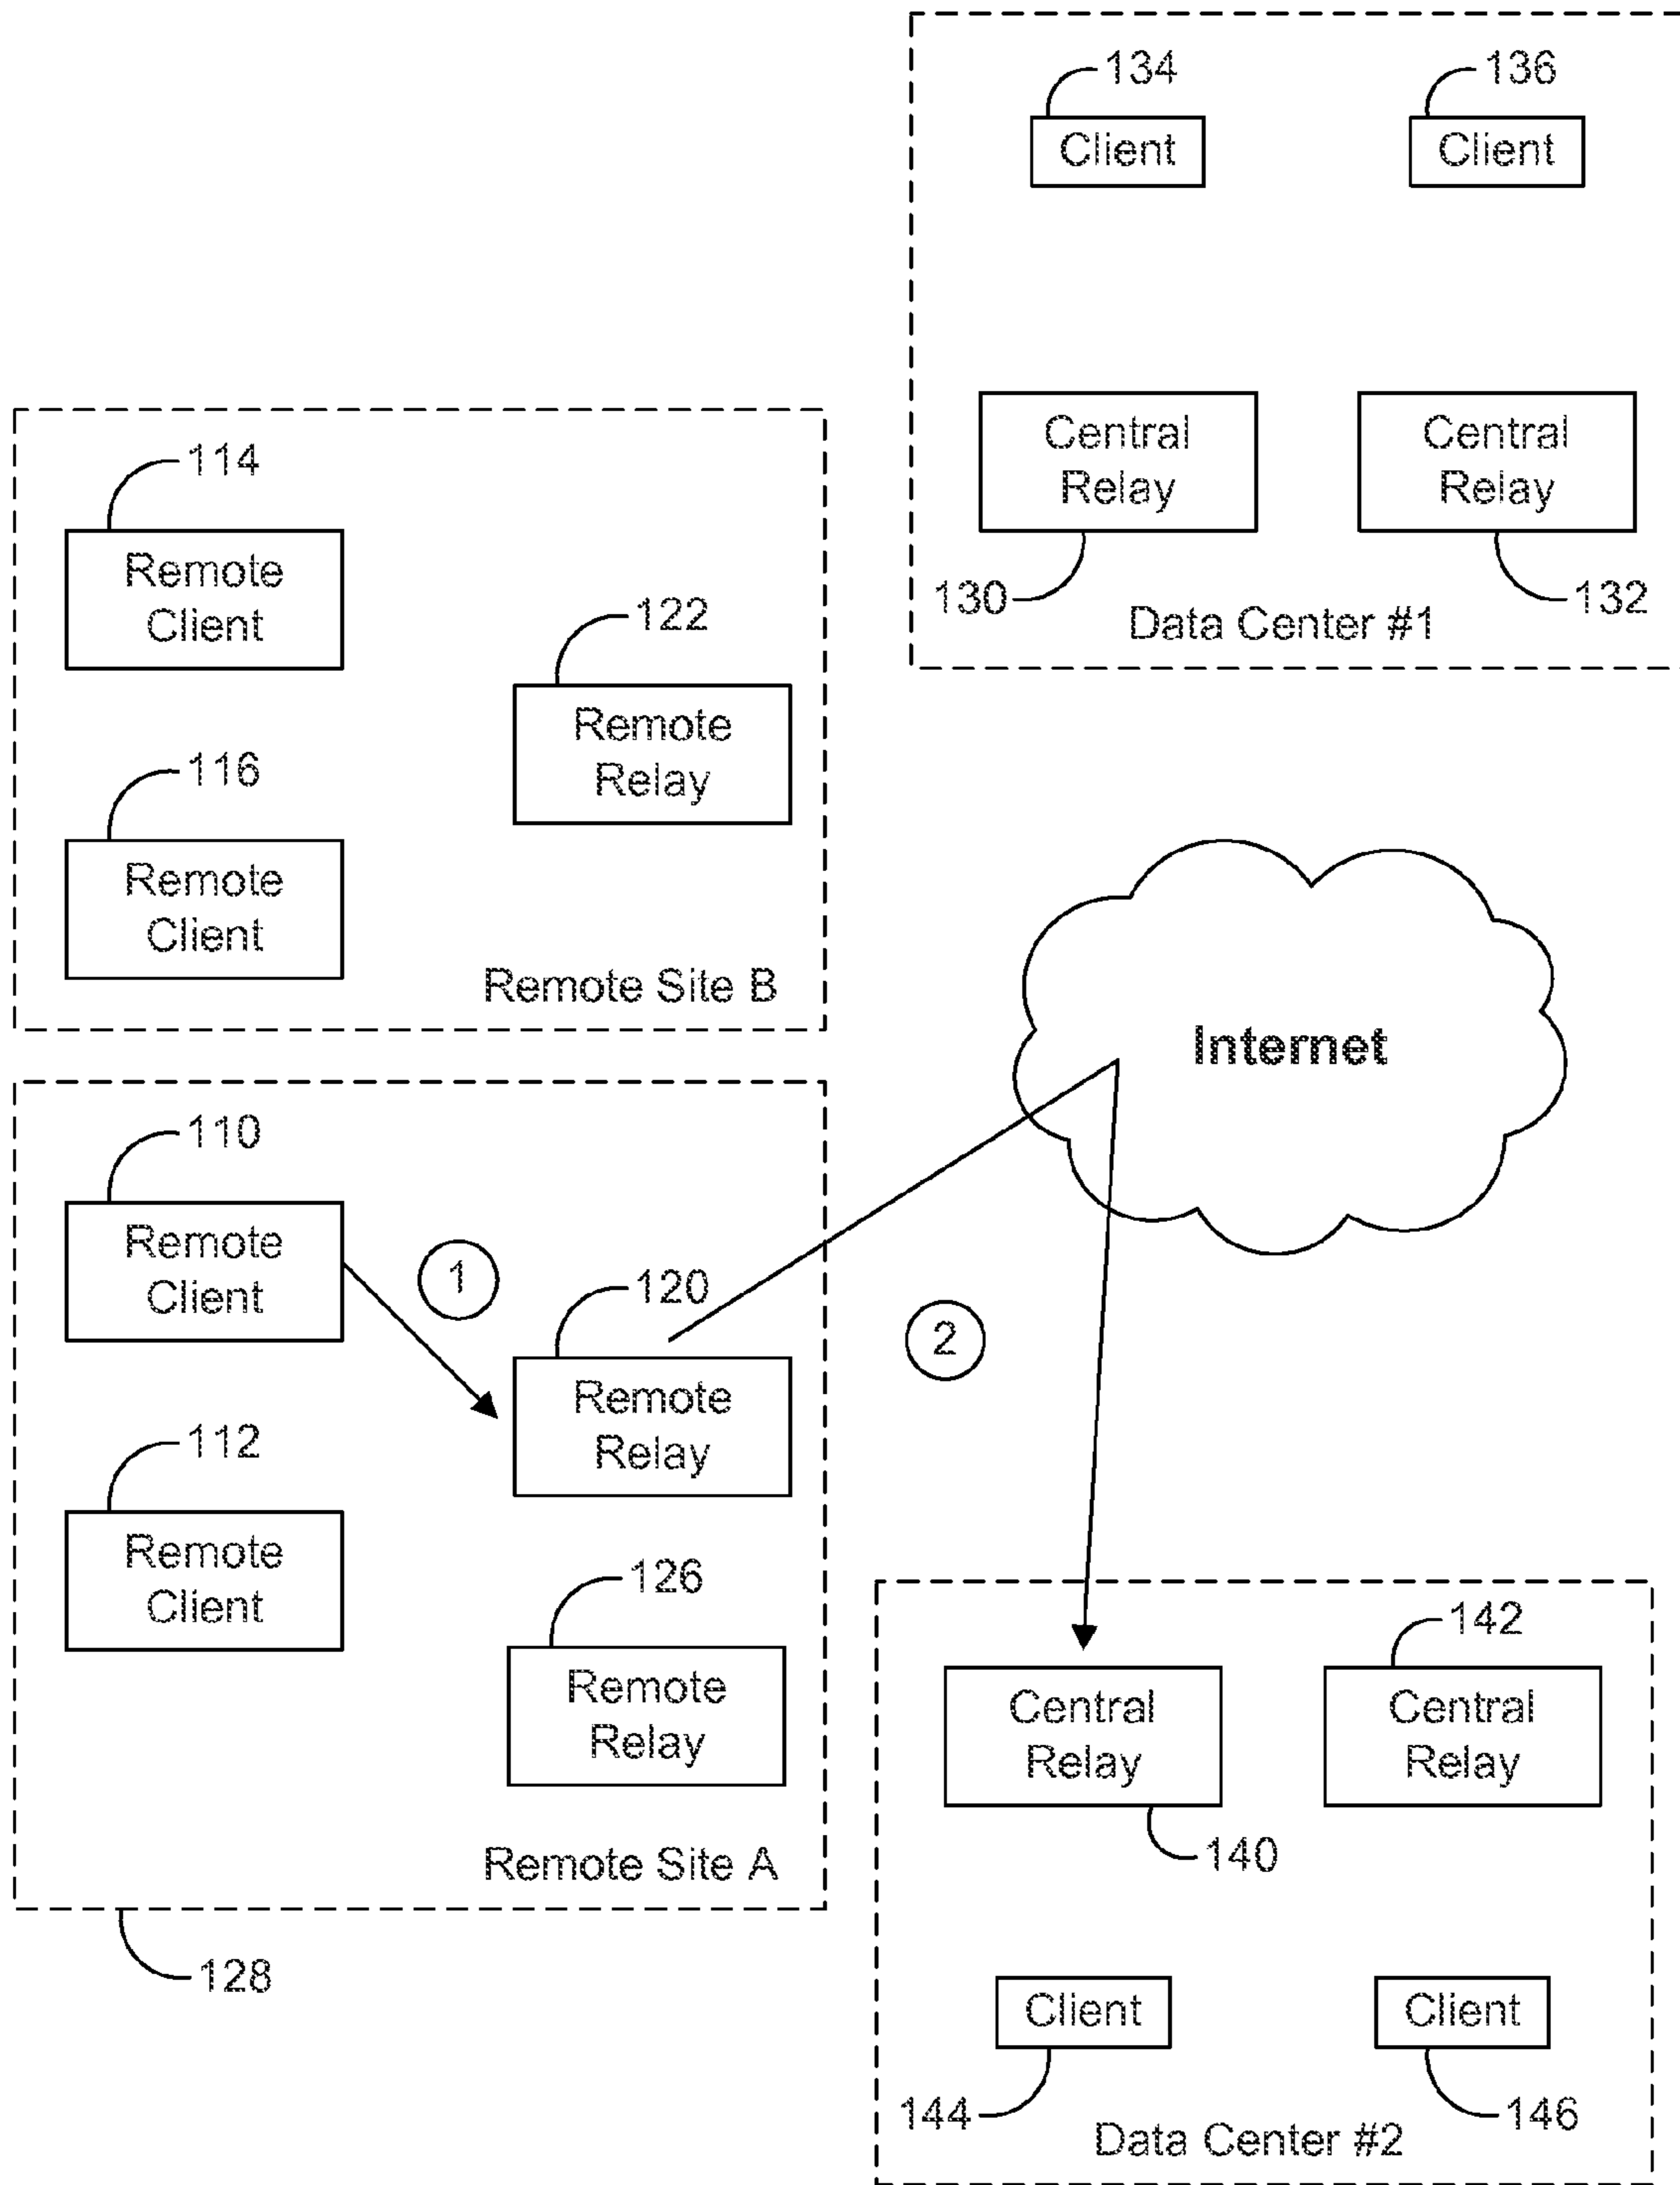 134
136
Client
Client
Central
Relay
Central
Relay
130
132
Data Center #1
114
Remote
Client
122
Remote
Relay
116
Remote
Client
Remote Site B
Internet
110
Remote
Client
1
120
Remote
Relay
2
112
Remote
Client
126
Remote
Relay
Remote Site A
128
142
Central
Relay
Central
Relay
140
Client
Client
144
146
Data Center #2